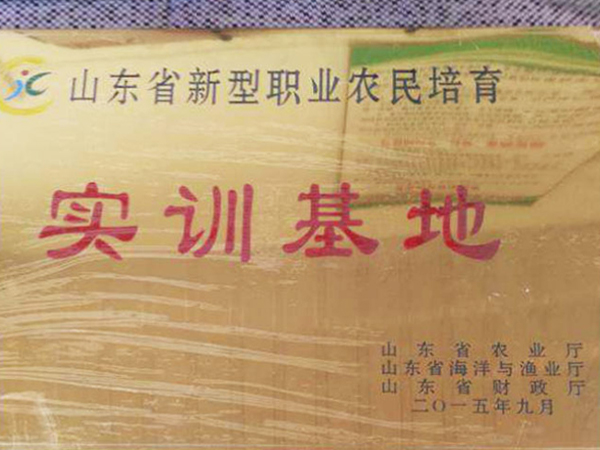 山东省新型职业农民培育
实训基地
山东省农业厅
山东省海洋与渔业厅
山东省财政厅
二〇一五年九月